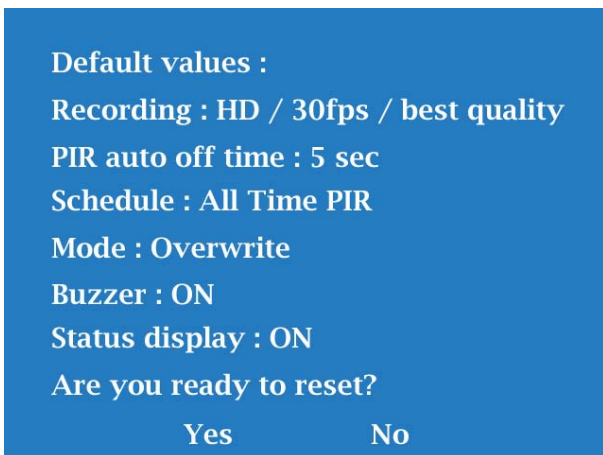 Default values :
Recording : HD / 30fps / best quality
PIR auto off time : 5 sec
Schedule : All Time PIR
Mode : Overwrite
Buzzer : ON
Status display : ON
Are you ready to reset?
Yes No